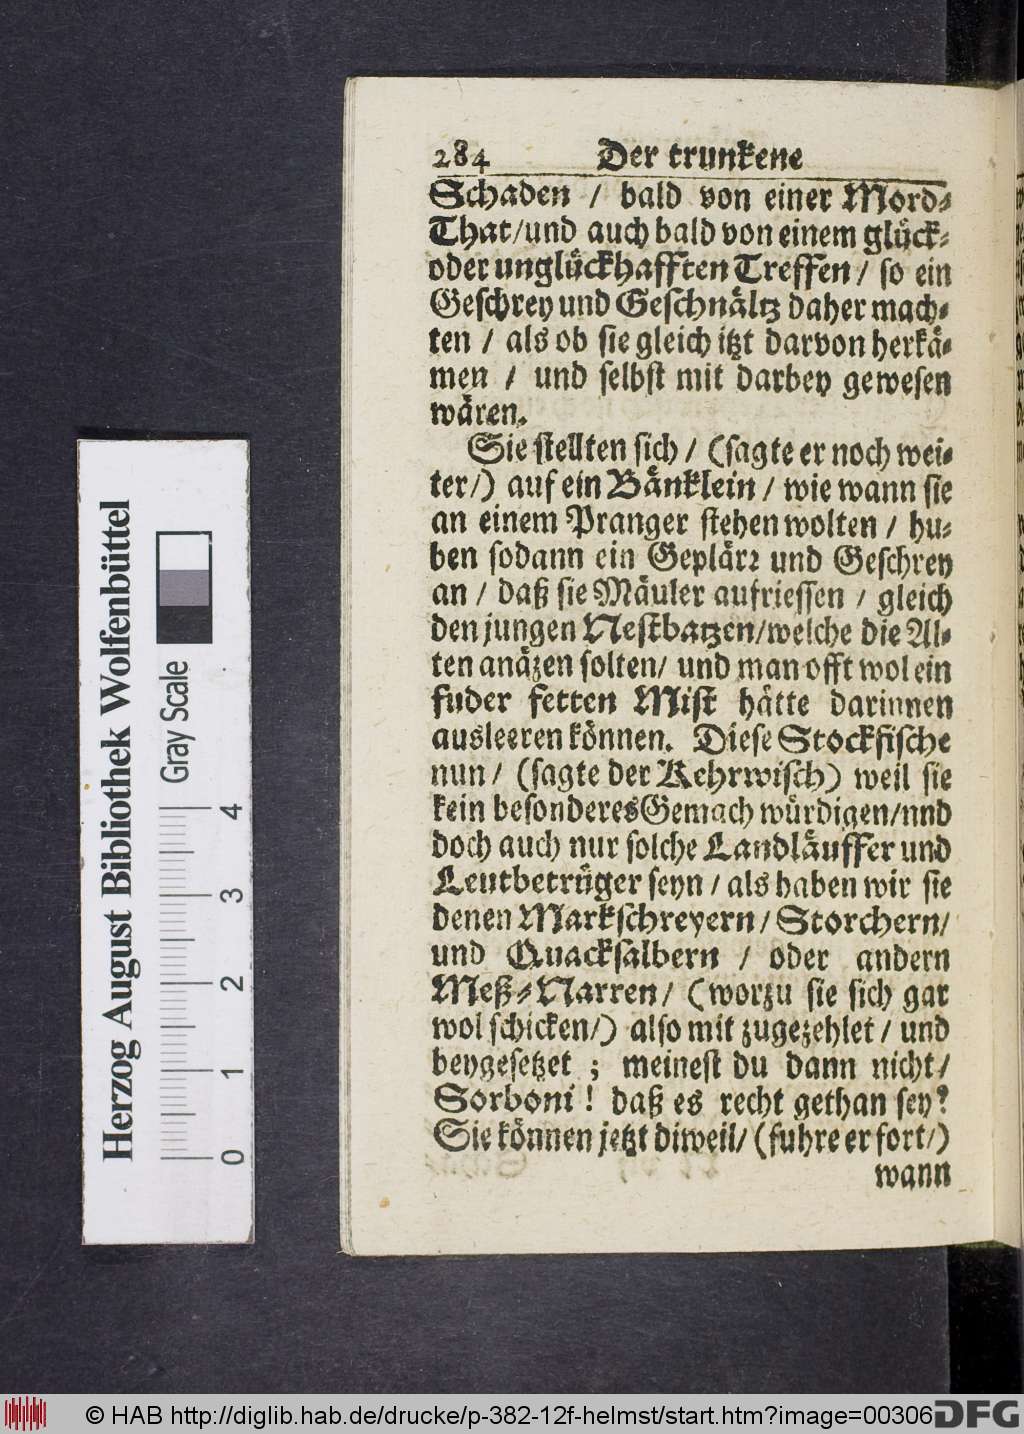 284 Der trunkene
Schaden / bald von einer Mord-
That/und auch bald von einem glück-
oder unglückhafften Treffen / so ein
Geschrey und Geschnältz daher mach-
ten / als ob sie gleich itzt darvon herkä-
men / und selbst mit darbey gewesen
wären.
Sie stellten sich / (sagte er noch wei-
ter/) auf ein Bänklein / wie wann sie
an einem Pranger stehen wolten / hu-
ben sodann ein Geplärꝛ und Geschrey
an / daß sie Mäuler aufriessen / gleich
den jungen Nestbatzen/welche die Al-
ten anäzen solten/ und man offt wol ein
fuder fetten Mist hätte darinnen
ausleeren können. Diese Stockfische
nun / (sagte der Kehrwisch) weil sie
kein besonderes Gemach würdigen/nnd
doch auch nur solche Landläuffer und
Leutbetrüger seyn / als haben wir sie
denen Markschreyern / Storchern/
und Quacksalbern / oder andern
Meß-Narren/ (worzu sie sich gar
wol schicken/) also mit zugezehlet / und
beygesetzet ; meinest du dann nicht/
Sorboni ! daß es recht gethan sey?
Sie können jetzt diweil/ (fuhre er fort/)
wann
Herzog August Bibliothek Wolfenbüttel
Gray Scale
0 1 2 3 4
© HAB http://diglib.hab.de/drucke/p-382-12f-helmst/start.htm?image=00306
DFG